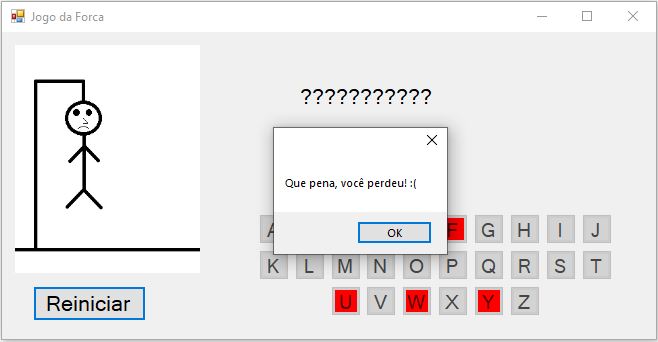 Jogo da Forca
???????????
Que pena, você perdeu! :(
OK
A F G H I J
K L M N O P Q R S T
U V W X Y Z
Reiniciar